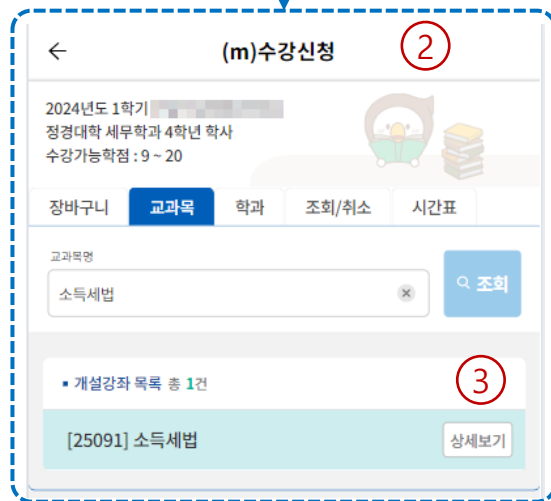 ← (m)수강신청 ②
2024년도 1학기
정경대학 세무학과 4학년 학사
수강가능학점 : 9 ~ 20
장바구니 교과목 학과 조회/취소 시간표
교과목명
소득세법 조회
▪ 개설강좌 목록 총 1건 ③
[25091] 소득세법 상세보기